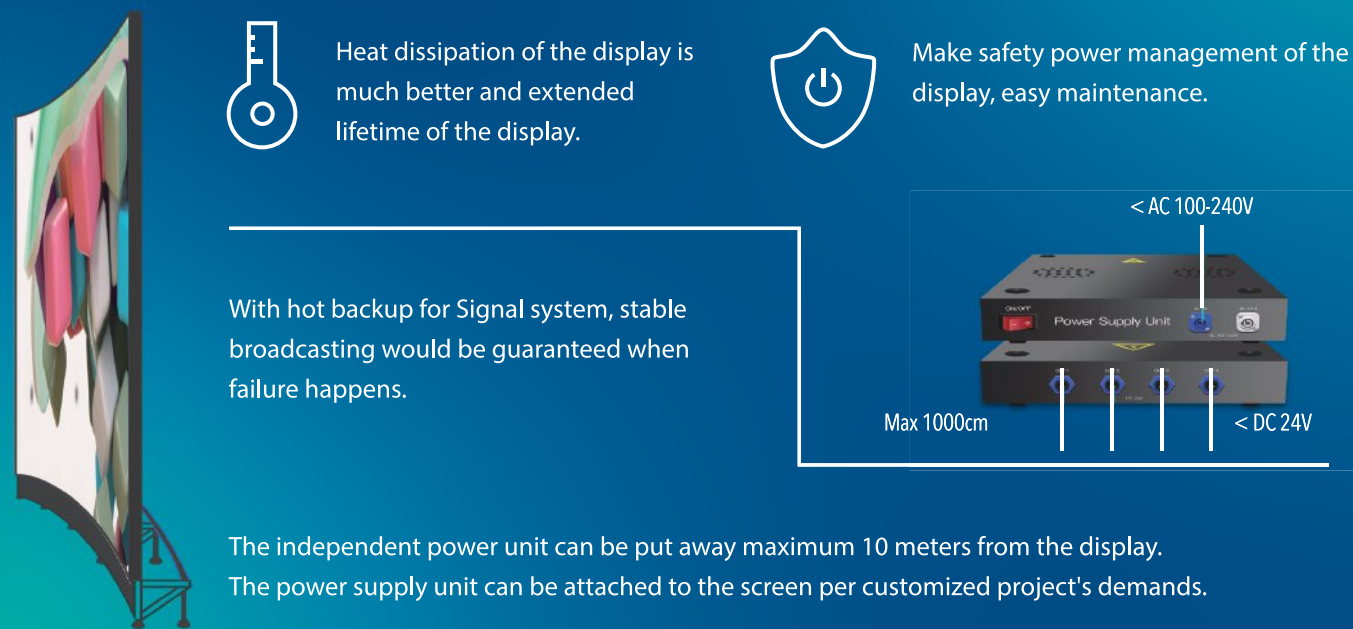 Heat dissipation of the display is
much better and extended
lifetime of the display.
Make safety power management of the
display, easy maintenance.
With hot backup for Signal system, stable
broadcasting would be guaranteed when
failure happens.
< AC 100-240V
ON/OFF
Power Supply Unit
Max 1000cm
< DC 24V
The independent power unit can be put away maximum 10 meters from the display.
The power supply unit can be attached to the screen per customized project's demands.